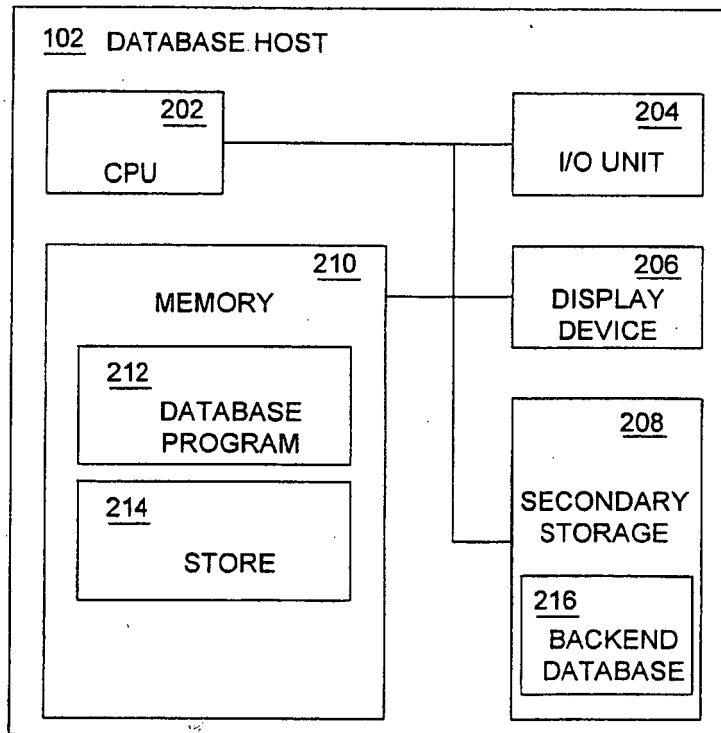 102 DATABASE HOST
202
CPU
204
I/O UNIT
210
MEMORY
212
DATABASE
PROGRAM
214
STORE
206
DISPLAY
DEVICE
208
SECONDARY
STORAGE
216
BACKEND
DATABASE